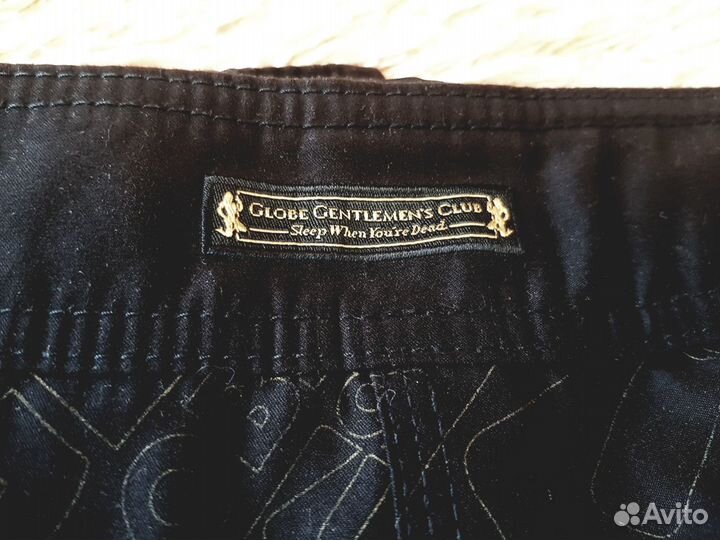 GLOBE GENTLEMEN'S CLUB
Sleep When You're Dead
Avito